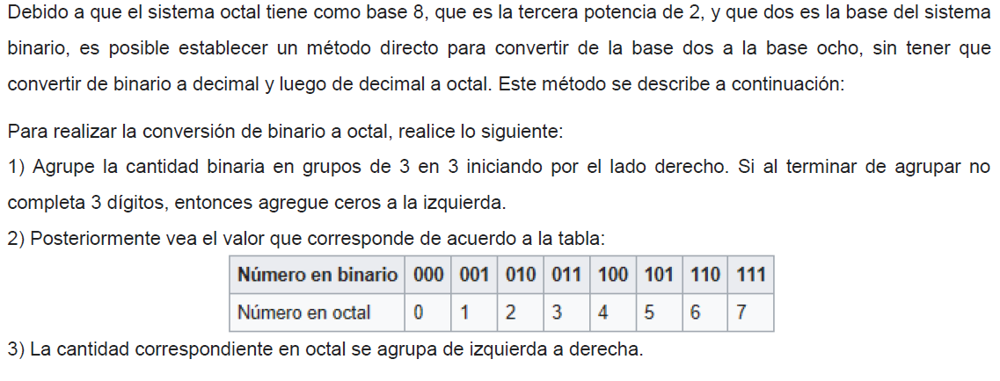 Debido a que el sistema octal tiene como base 8, que es la tercera potencia de 2, y que dos es la base del sistema
binario, es posible establecer un método directo para convertir de la base dos a la base ocho, sin tener que
convertir de binario a decimal y luego de decimal a octal. Este método se describe a continuación:
Para realizar la conversión de binario a octal, realice lo siguiente:
1) Agrupe la cantidad binaria en grupos de 3 en 3 iniciando por el lado derecho. Si al terminar de agrupar no
completa 3 dígitos, entonces agregue ceros a la izquierda.
2) Posteriormente vea el valor que corresponde de acuerdo a la tabla:
Número en binario 000 001 010 011 100 101 110 111
Número en octal 0 1 2 3 4 5 6 7
3) La cantidad correspondiente en octal se agrupa de izquierda a derecha.